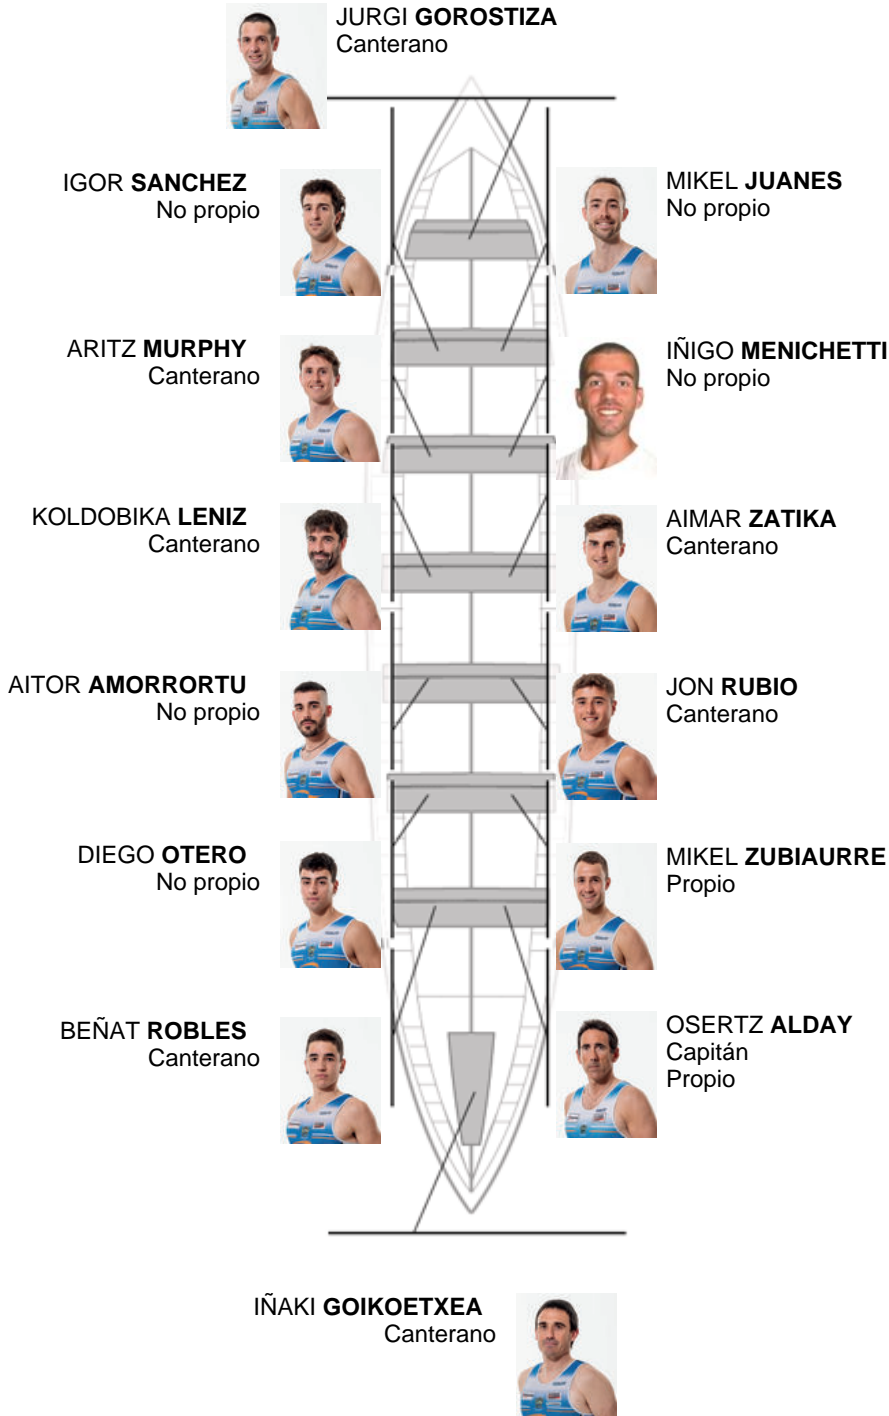 JURGI GOROSTIZA
Canterano
IGOR SANCHEZ
No propio
MIKEL JUANES
No propio
ARITZ MURPHY
Canterano
IÑIGO MENICHETTI
No propio
KOLDOBIKA LENIZ
Canterano
AIMAR ZATIKA
Canterano
AITOR AMORRORTU
No propio
JON RUBIO
Canterano
DIEGO OTERO
No propio
MIKEL ZUBIAURRE
Propio
BEÑAT ROBLES
Canterano
OSERTZ ALDAY
Capitán
Propio
IÑAKI GOIKOETXEA
Canterano